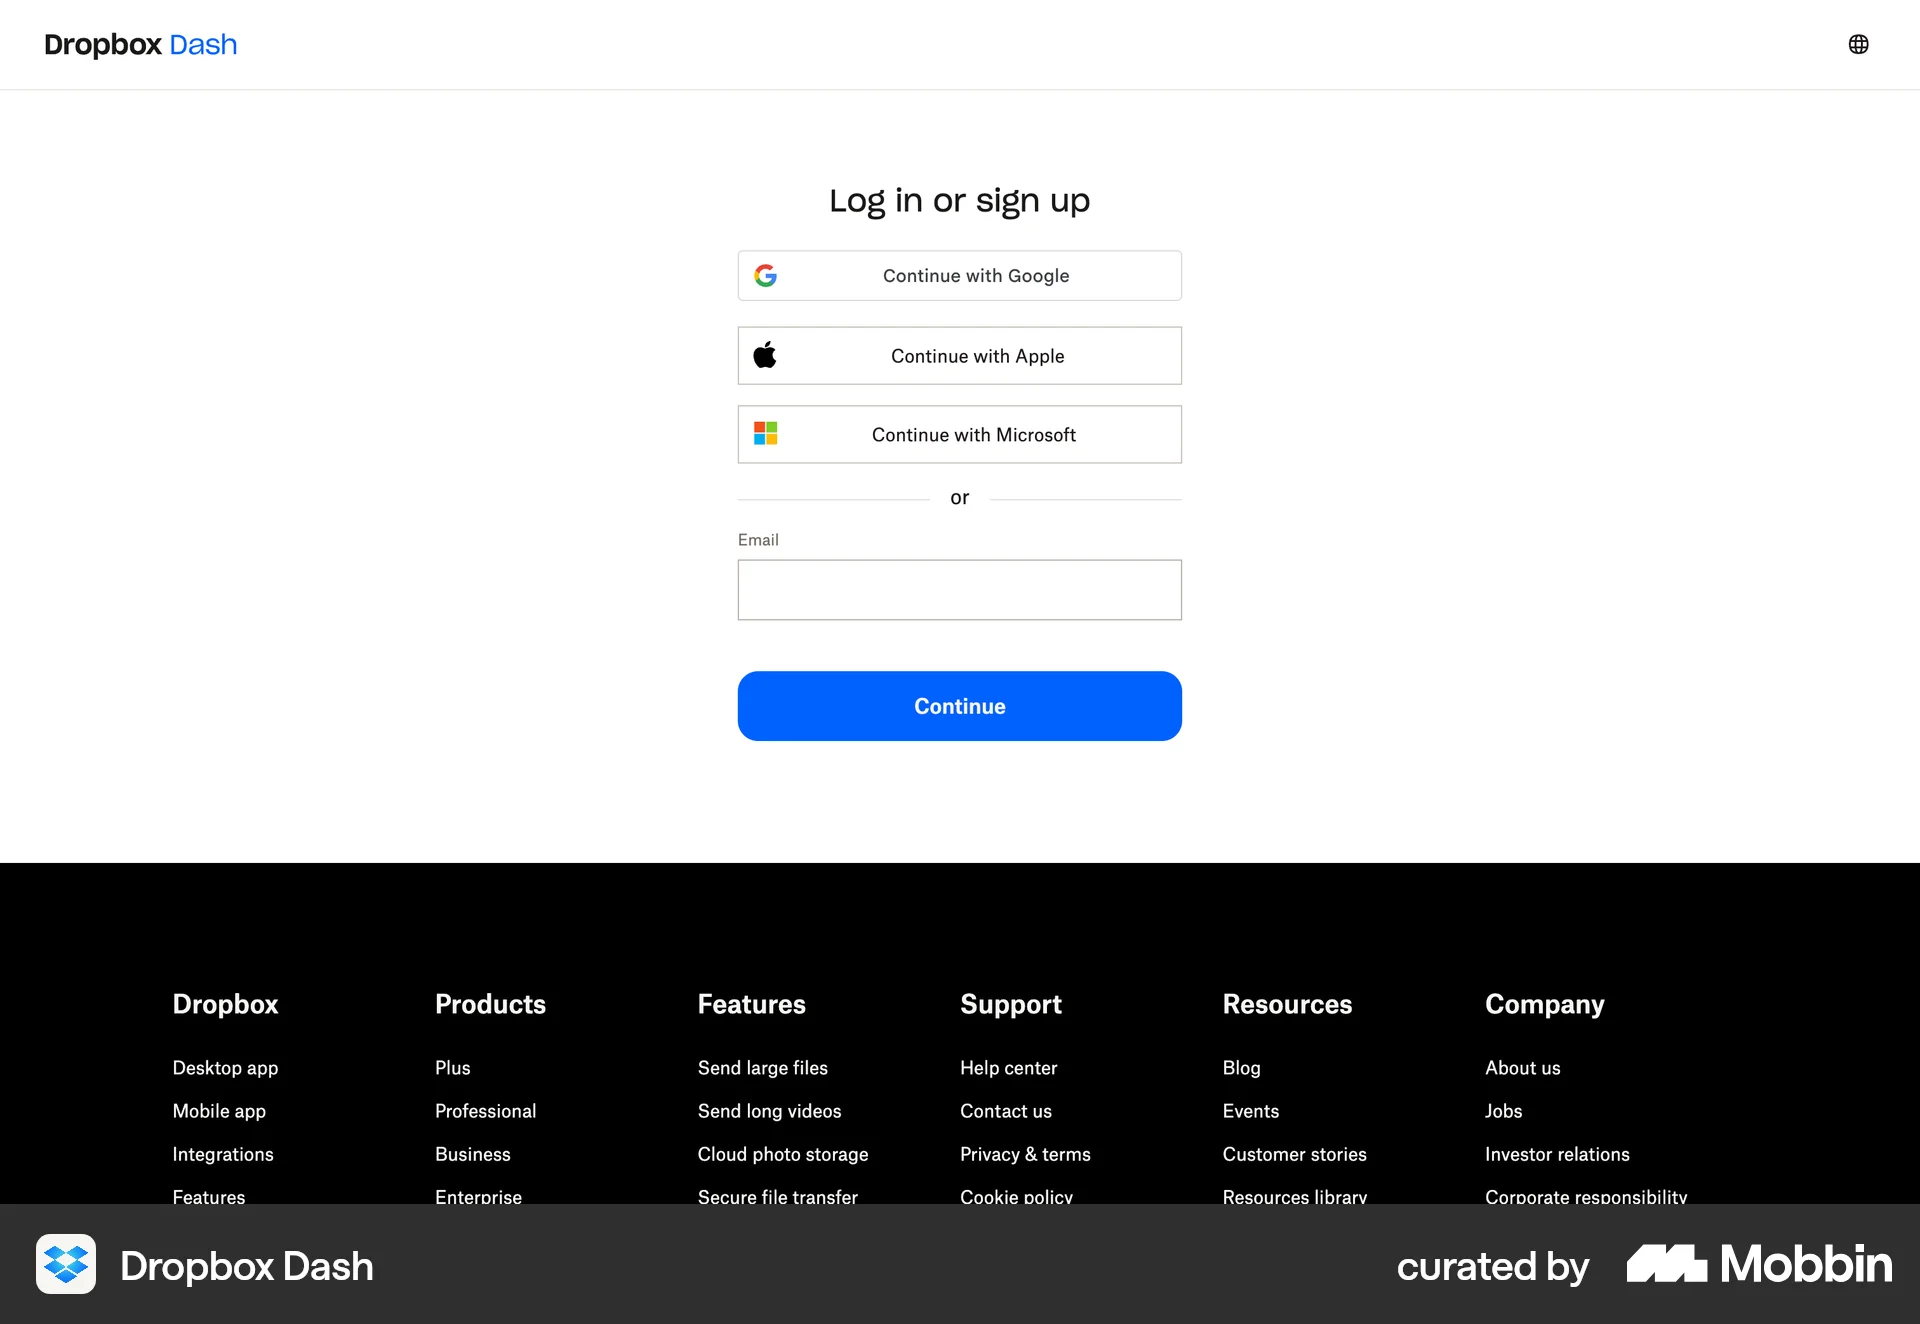 Dropbox Dash
Log in or sign up
Continue with Google
Continue with Apple
Continue with Microsoft
or
Email
Continue
Dropbox
Desktop app
Mobile app
Integrations
Features
Products
Plus
Professional
Business
Enterprise
Features
Send large files
Send long videos
Cloud photo storage
Secure file transfer
Support
Help center
Contact us
Privacy & terms
Cookie policy
Resources
Blog
Events
Customer stories
Resources library
Company
About us
Jobs
Investor relations
Corporate responsibility
Dropbox Dash
curated by Mobbin